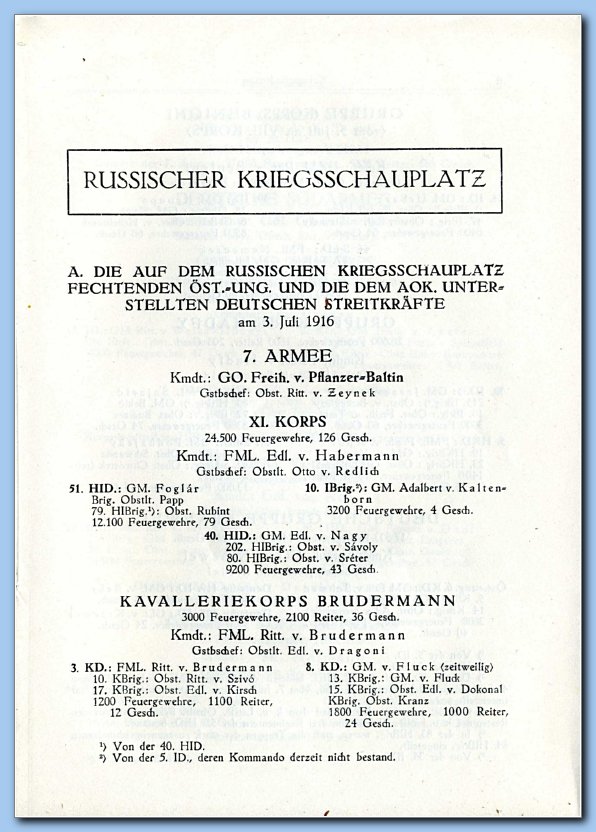 RUSSISCHER KRIEGSSCHAUPLATZ
A. DIE AUF DEM RUSSISCHEN KRIEGSSCHAUPLATZ
FECHTENDEN ÖST.-UNG. UND DIE DEM AOK. UNTER-
STELLTEN DEUTSCHEN STREITKRÄFTE
am 3. Juli 1916
7. ARMEE
Kmdt.: GO. Freih. v. Pflanzer-Baltin
Gstbschef: Obst. Ritt. v. Zeynek
XI. KORPS
24.500 Feuergewehre, 126 Gesch.
Kmdt.: FML. Edl. v. Habermann
Gstbschef: Obstlt. Otto v. Redlich
51. HID.: GM. Foglár
Brig. Obstlt. Papp
79. HIBrig.¹): Obst. Rubint
12.100 Feuergewehre, 79 Gesch.
10. IBrig.²): GM. Adalbert v. Kalten-
born
3200 Feuergewehre, 4 Gesch.
40. HID.: GM. Edl. v. Nagy
202. HIBrig.: Obst. v. Sávoly
80. HIBrig.: Obst. v. Sréter
9200 Feuergewehre, 43 Gesch.
KAVALLERIEKORPS BRUDERMANN
3000 Feuergewehre, 2100 Reiter, 36 Gesch.
Kmdt.: FML. Ritt. v. Brudermann
Gstbschef: Obstlt. Edl. v. Dragoni
3. KD.: FML. Ritt. v. Brudermann
10. KBrig.: Obst. Ritt. v. Szivó
17. KBrig.: Obst. Edl. v. Kirsch
1200 Feuergewehre, 1100 Reiter,
12 Gesch.
8. KD.: GM. v. Fluck (zeitweilig)
13. KBrig.: GM. v. Fluck
15. KBrig.: Obst. Edl. v. Dokonal
KBrig. Obst. Kranz
1800 Feuergewehre, 1000 Reiter,
24 Gesch.
¹) Von der 40. HID.
²) Von der 5. ID., deren Kommando derzeit nicht bestand.